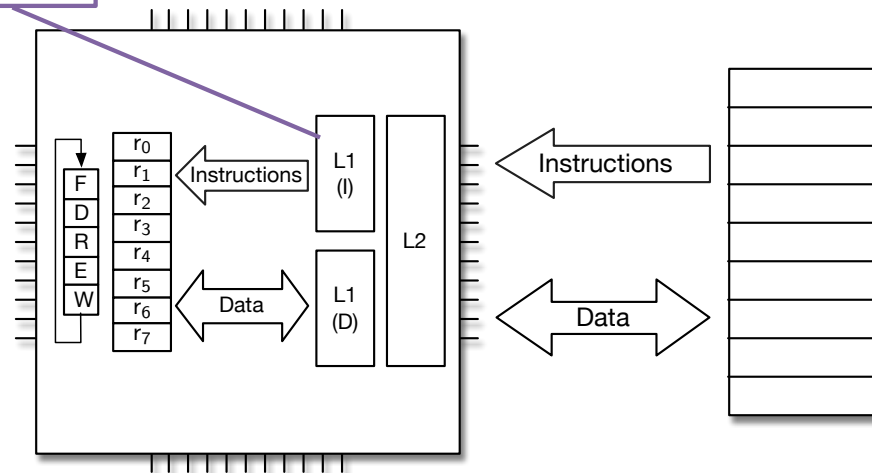 F
D
R
E
W
r0
r1
r2
r3
r4
r5
r6
r7
Instructions
Data
L1
(I)
L1
(D)
L2
Instructions
Data